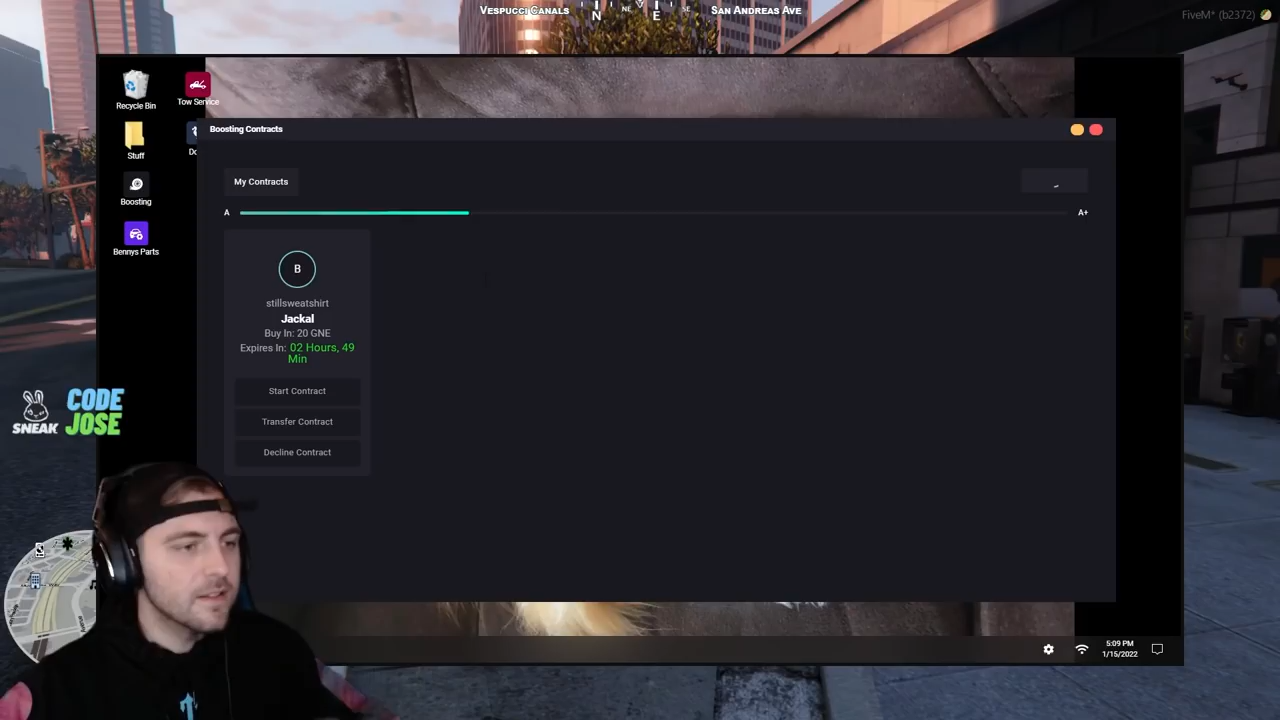 Vespucci Canals
N
NE
E
SE
San Andreas Ave
FiveM* (b2372)
Recycle Bin
Tow Service
Stuff
Boosting
Bennys Parts
Boosting Contracts
My Contracts
A
A+
B
stillsweatshirt
Jackal
Buy In: 20 GNE
Expires In: 02 Hours, 49
Min
Start Contract
Transfer Contract
Decline Contract
SNEAK
CODE
JOSE
5:09 PM
1/15/2022